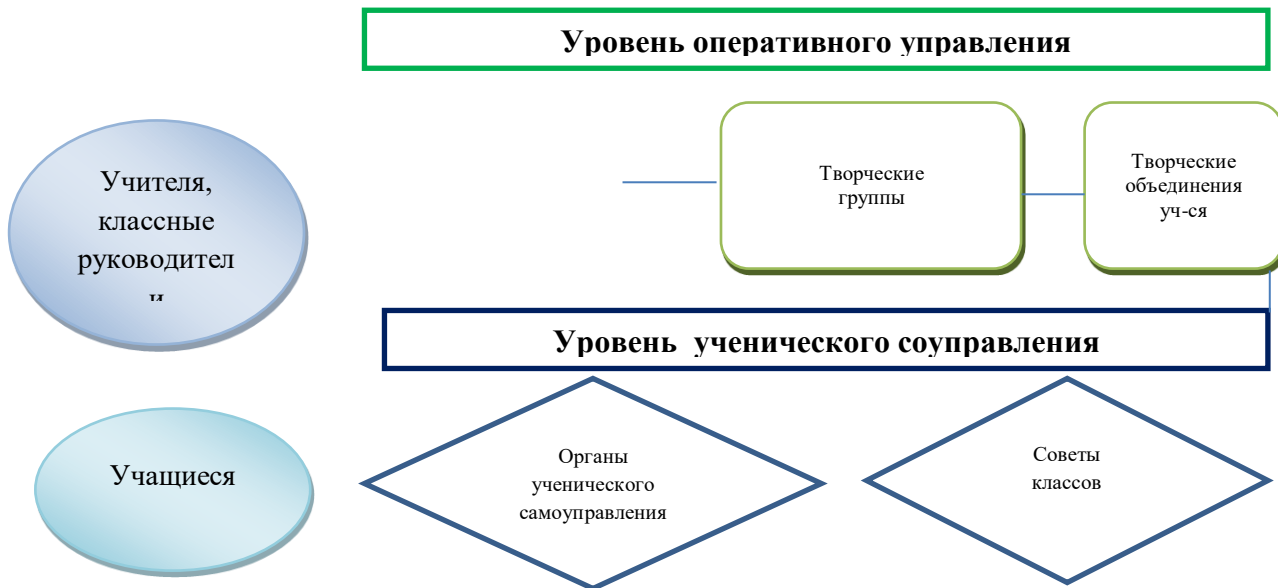 Уровень оперативного управления
Учителя,
классные
руководител
и
Творческие
группы
Творческие
объединения
уч-ся
Уровень ученического соуправления
Учащиеся
Органы
ученического
самоуправления
Советы
классов